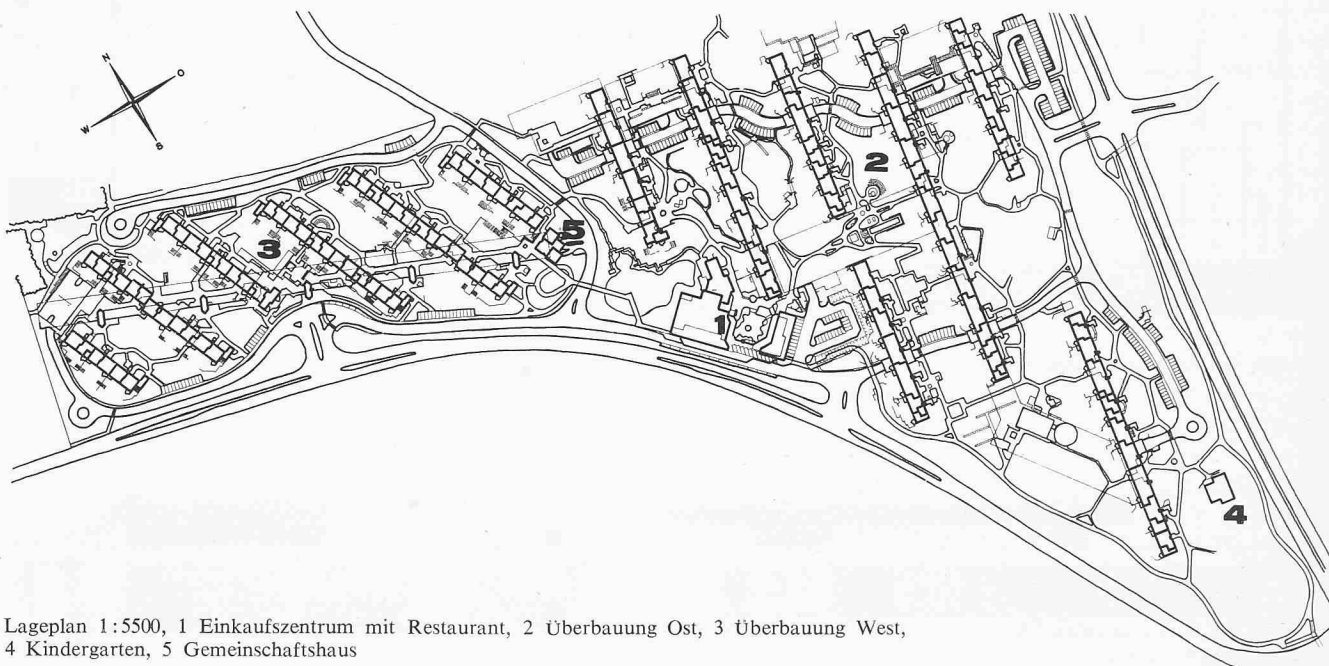 N
O
W
S
2
3
5
1
4
Lageplan 1:5500, 1 Einkaufszentrum mit Restaurant, 2 Überbauung Ost, 3 Überbauung West,
4 Kindergarten, 5 Gemeinschaftshaus